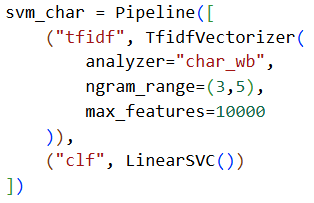 svm_char = Pipeline([
    ("tfidf", TfidfVectorizer(
        analyzer="char_wb",
        ngram_range=(3,5),
        max_features=10000
    )),
    ("clf", LinearSVC())
])